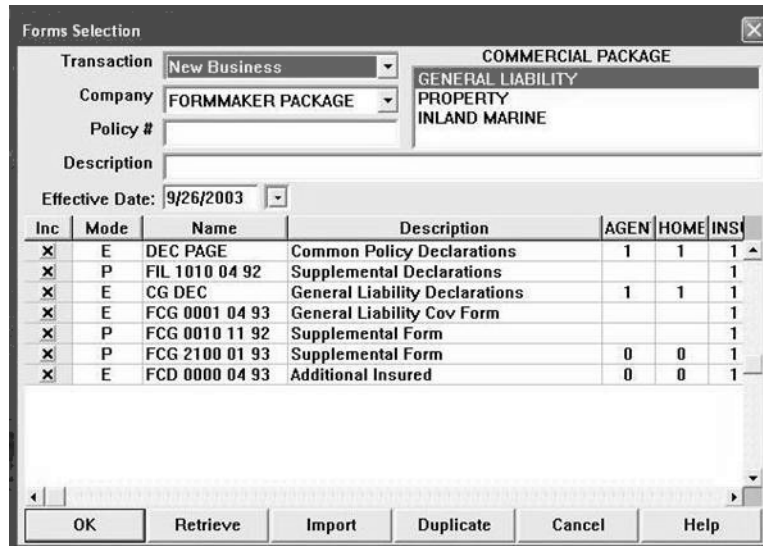 Forms Selection
Transaction New Business
COMMERCIAL PACKAGE
GENERAL LIABILITY
PROPERTY
INLAND MARINE
Company FORMMAKER PACKAGE
Policy #
Description
Effective Date: 9/26/2003
Inc Mode Name Description AGENT HOME INSU
E DEC PAGE Common Policy Declarations 1 1 1
P FIL 1010 04 92 Supplemental Declarations 1
E CG DEC General Liability Declarations 1 1 1
E FCG 0001 04 93 General Liability Cov Form 1
P FCG 0010 11 92 Supplemental Form 1
P FCG 2100 01 93 Supplemental Form 0 0 1
E FCD 0000 04 93 Additional Insured 0 0 1
OK Retrieve Import Duplicate Cancel Help